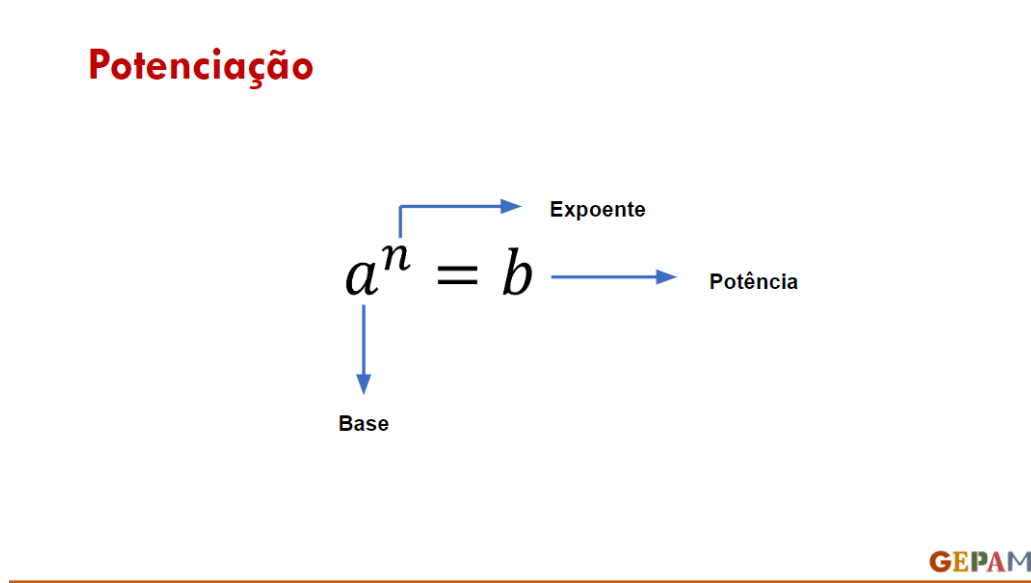 Potenciação
Expoente
aⁿ = b
Potência
Base
GEPAM